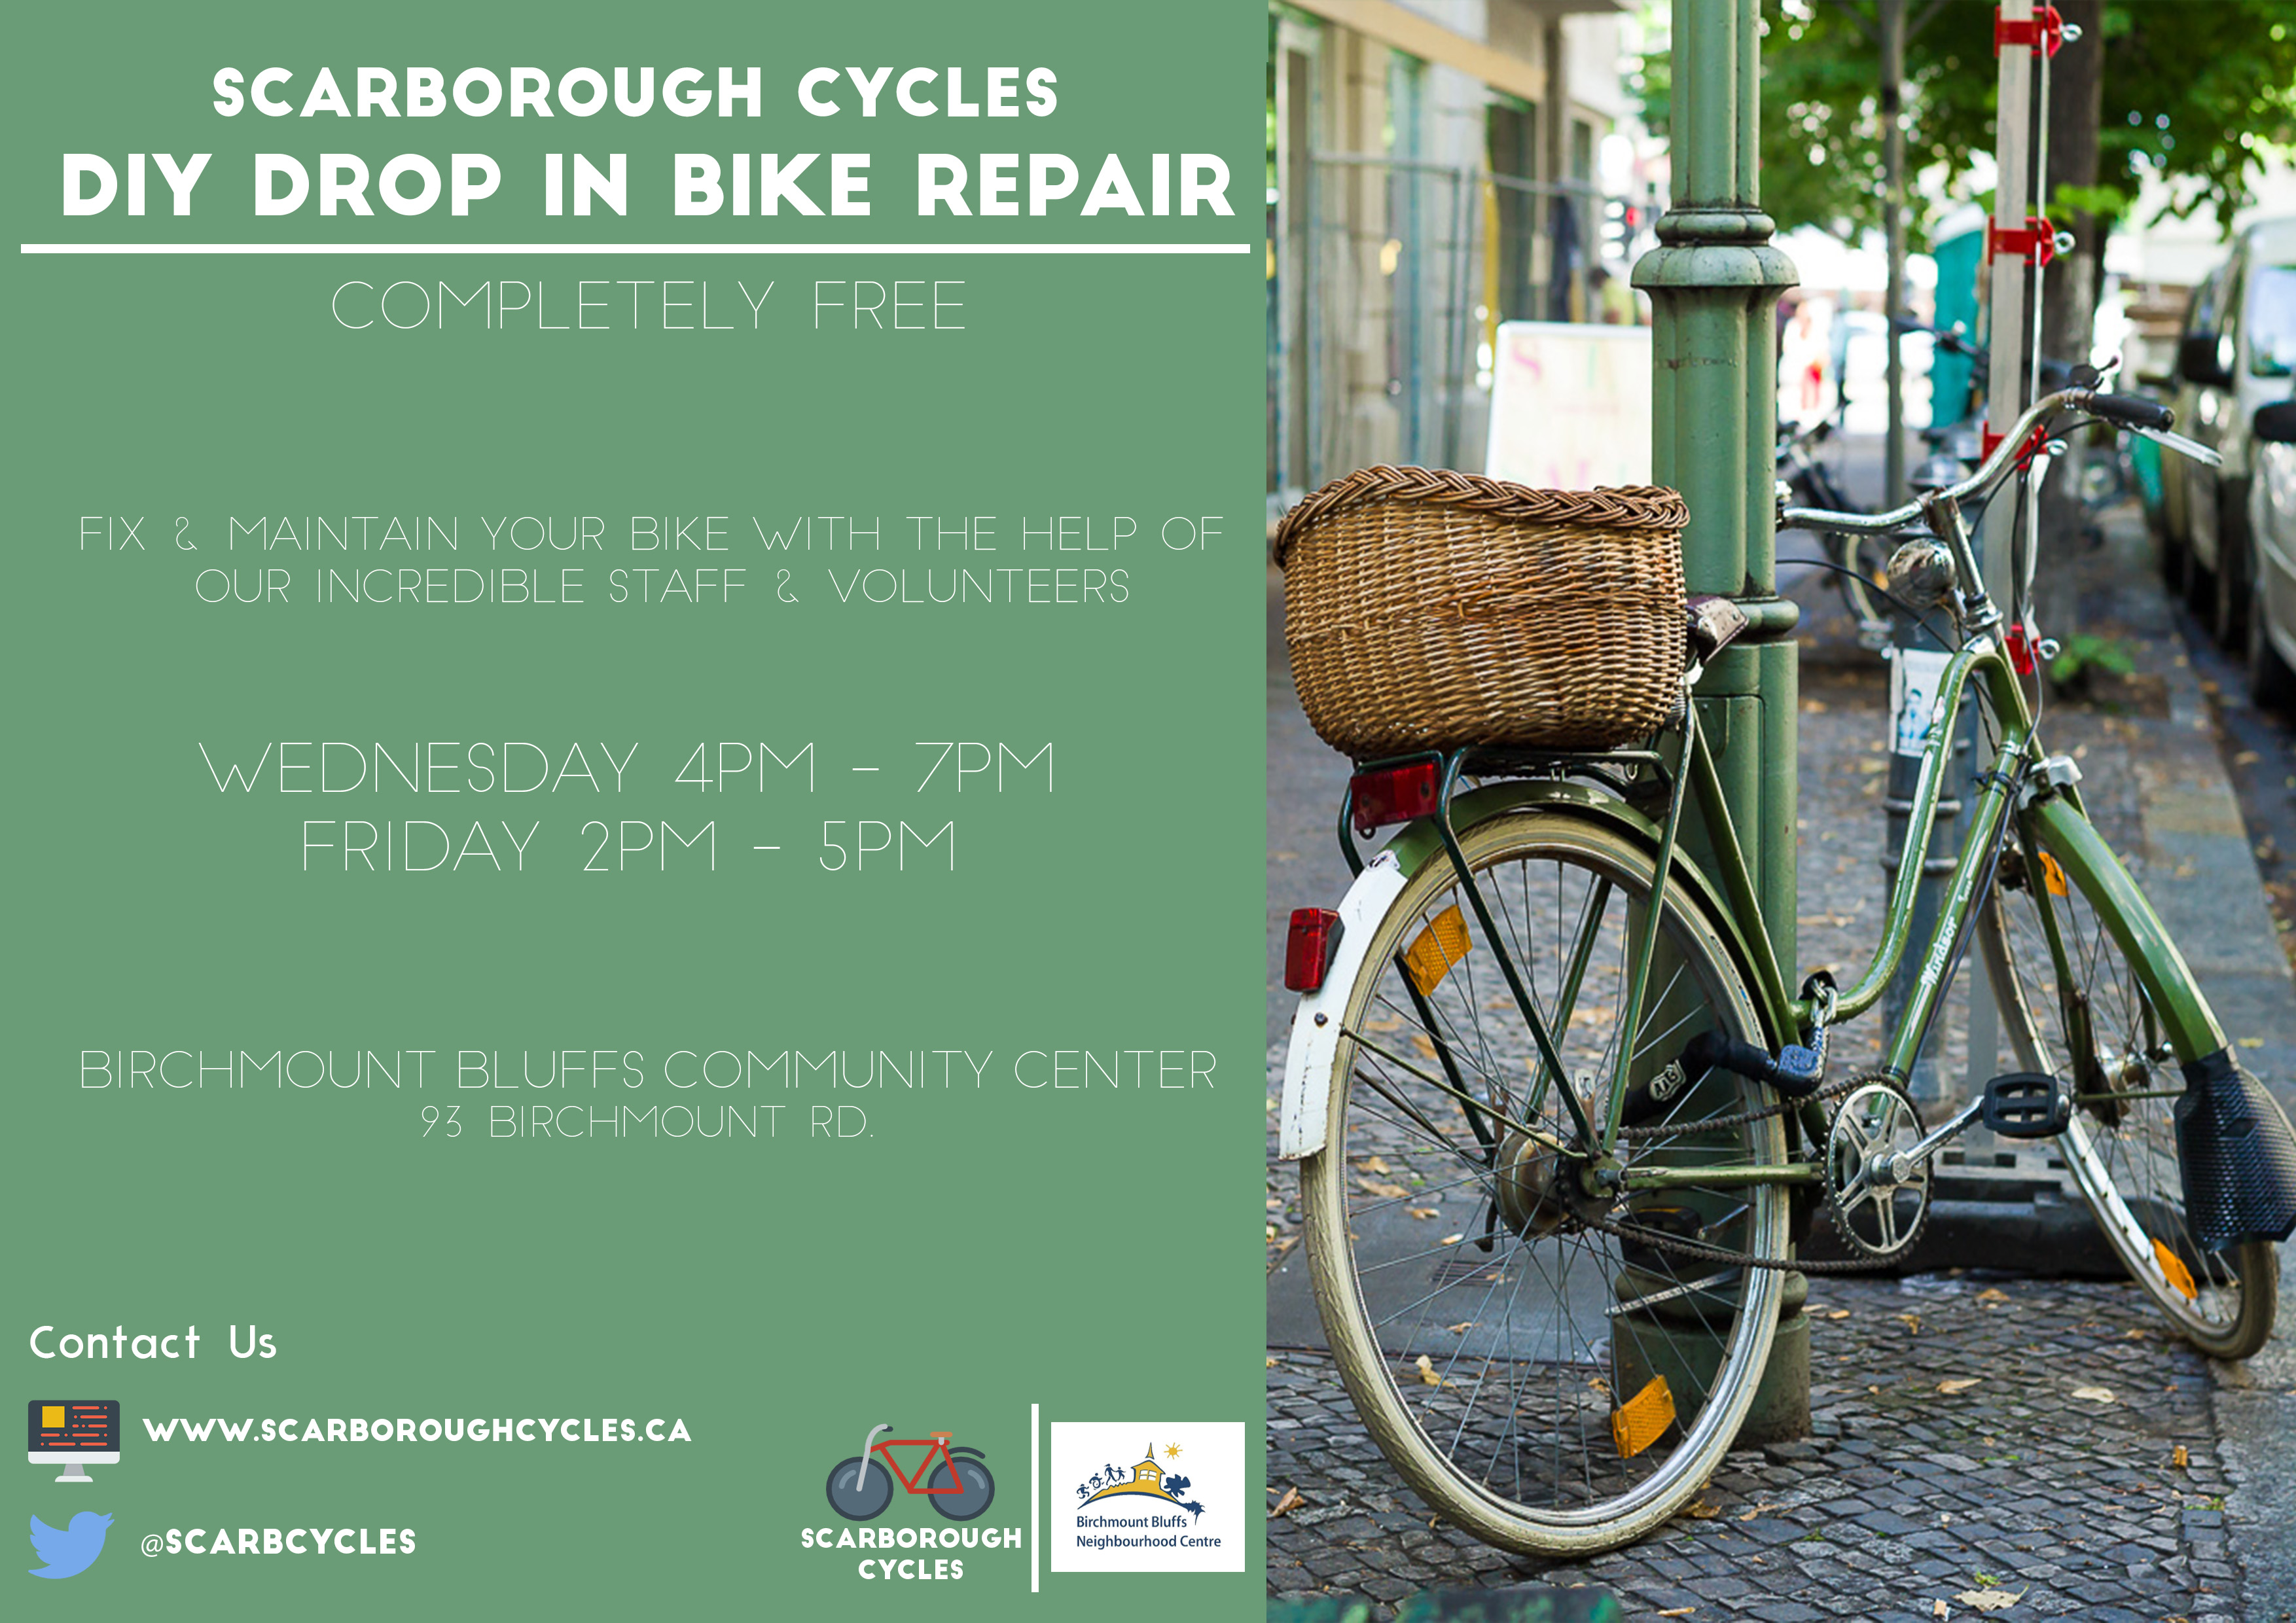 SCARBOROUGH CYCLES
DIY DROP IN BIKE REPAIR
COMPLETELY FREE
FIX & MAINTAIN YOUR BIKE WITH THE HELP OF
OUR INCREDIBLE STAFF & VOLUNTEERS
WEDNESDAY 4PM - 7PM
FRIDAY 2PM - 5PM
BIRCHMOUNT BLUFFS COMMUNITY CENTER
93 BIRCHMOUNT RD.
Contact Us
WWW.SCARBOROUGHCYCLES.CA
@SCARBCYCLES
SCARBOROUGH
CYCLES
Birchmount Bluffs
Neighbourhood Centre
Windsor